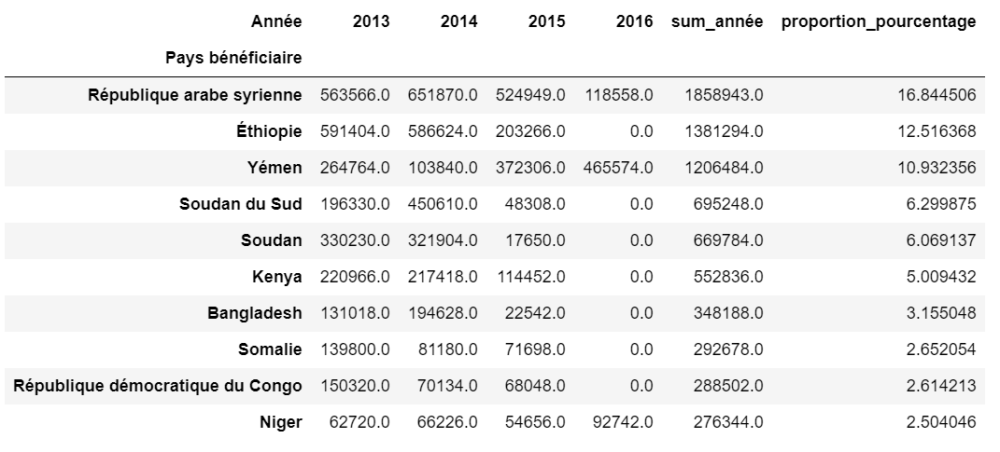 Année 2013 2014 2015 2016 sum_année proportion_pourcentage
Pays bénéficiaire
République arabe syrienne 563566.0 651870.0 524949.0 118558.0 1858943.0 16.844506
Éthiopie 591404.0 586624.0 203266.0 0.0 1381294.0 12.516368
Yémen 264764.0 103840.0 372306.0 465574.0 1206484.0 10.932356
Soudan du Sud 196330.0 450610.0 48308.0 0.0 695248.0 6.299875
Soudan 330230.0 321904.0 17650.0 0.0 669784.0 6.069137
Kenya 220966.0 217418.0 114452.0 0.0 552836.0 5.009432
Bangladesh 131018.0 194628.0 22542.0 0.0 348188.0 3.155048
Somalie 139800.0 81180.0 71698.0 0.0 292678.0 2.652054
République démocratique du Congo 150320.0 70134.0 68048.0 0.0 288502.0 2.614213
Niger 62720.0 66226.0 54656.0 92742.0 276344.0 2.504046